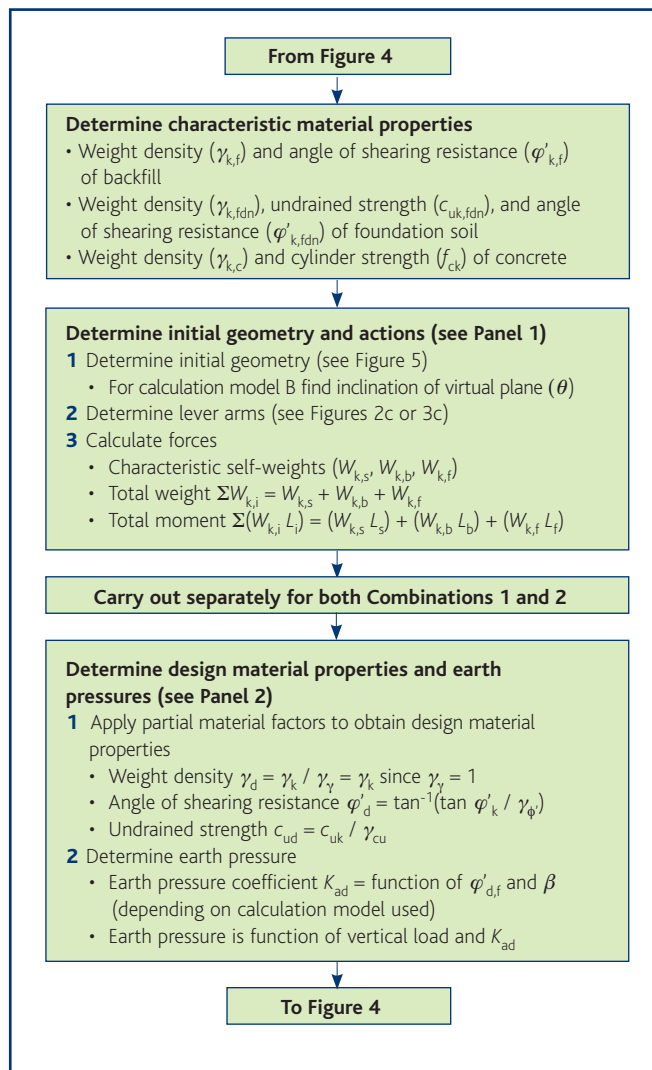 From Figure 4
Determine characteristic material properties
• Weight density (γk,f) and angle of shearing resistance (φ'k,f)
of backfill
• Weight density (γk,fdn), undrained strength (cuk,fdn), and angle
of shearing resistance (φ'k,fdn) of foundation soil
• Weight density (γk,c) and cylinder strength (fck) of concrete
Determine initial geometry and actions (see Panel 1)
1 Determine initial geometry (see Figure 5)
• For calculation model B find inclination of virtual plane (θ)
2 Determine lever arms (see Figures 2c or 3c)
3 Calculate forces
• Characteristic self-weights (Wk,s, Wk,b, Wk,f)
• Total weight ΣWk,i = Wk,s + Wk,b + Wk,f
• Total moment Σ(Wk,i Li) = (Wk,s Ls) + (Wk,b Lb) + (Wk,f Lf)
Carry out separately for both Combinations 1 and 2
Determine design material properties and earth
pressures (see Panel 2)
1 Apply partial material factors to obtain design material
properties
• Weight density γd = γk / γγ = γk since γγ = 1
• Angle of shearing resistance φ'd = tan-1(tan φ'k / γϕ')
• Undrained strength cud = cuk / γcu
2 Determine earth pressure
• Earth pressure coefficient Kad = function of φ'd,f and β
(depending on calculation model used)
• Earth pressure is function of vertical load and Kad
To Figure 4